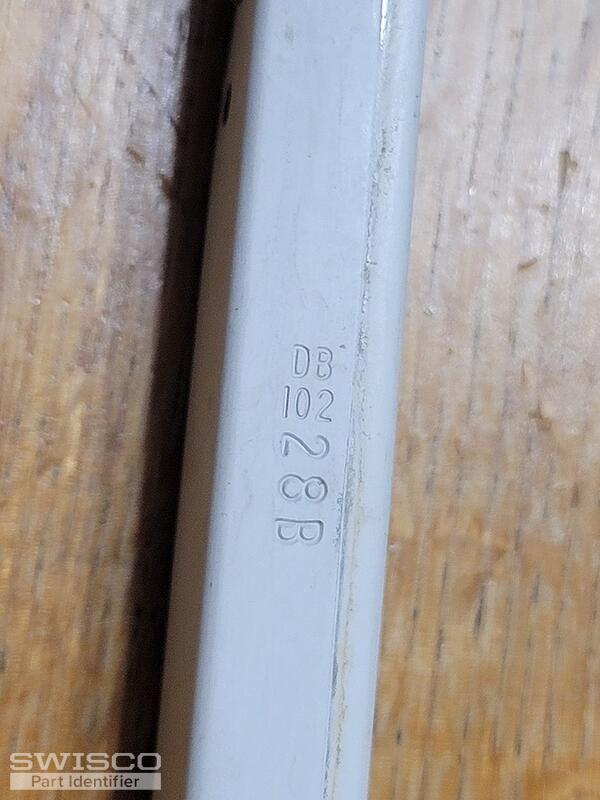 DB
102
28B
SWISCO
Part Identifier